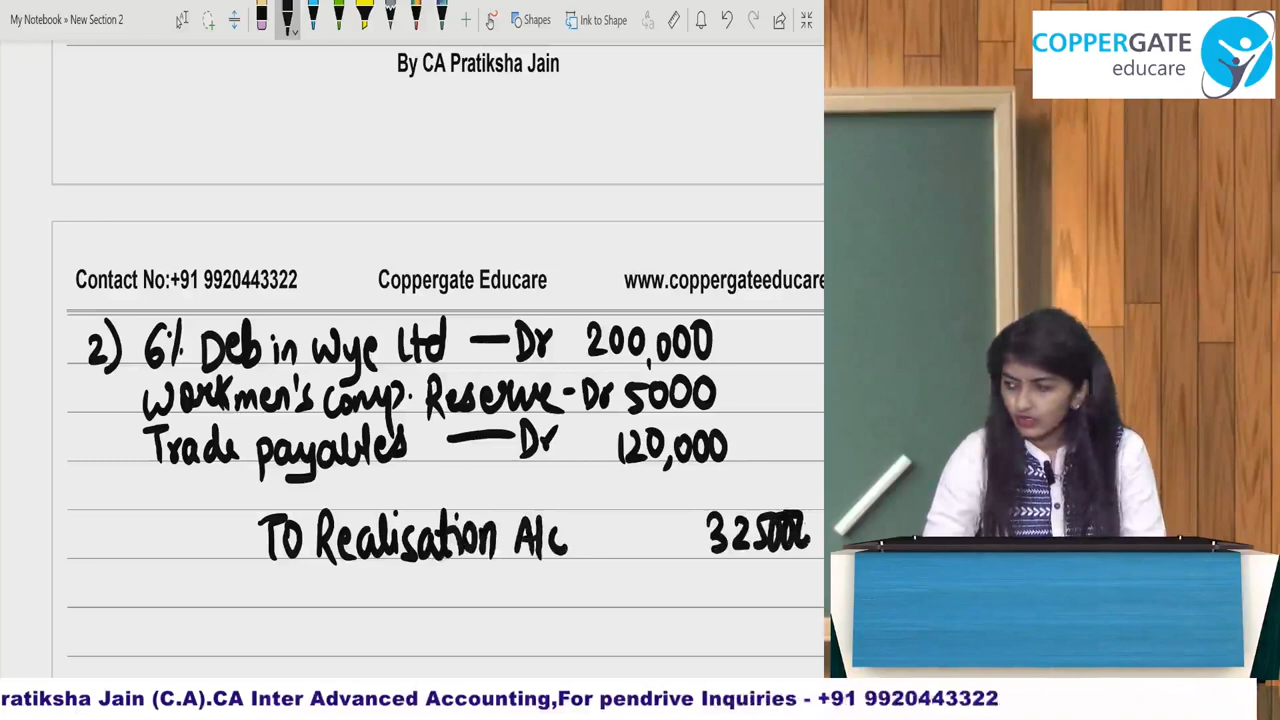 My Notebook » New Section 2
Shapes
Ink to Shape
COPPERGATE
educare
By CA Pratiksha Jain
Contact No:+91 9920443322 Coppergate Educare www.coppergateeducare
2) 6% Deb in Wye Ltd — Dr 200,000
Workmen's comp. Reserve - Dr 5000
Trade payables — Dr 120,000
TO Realisation A/c 325000
ratiksha Jain (C.A).CA Inter Advanced Accounting,For pendrive Inquiries - +91 9920443322